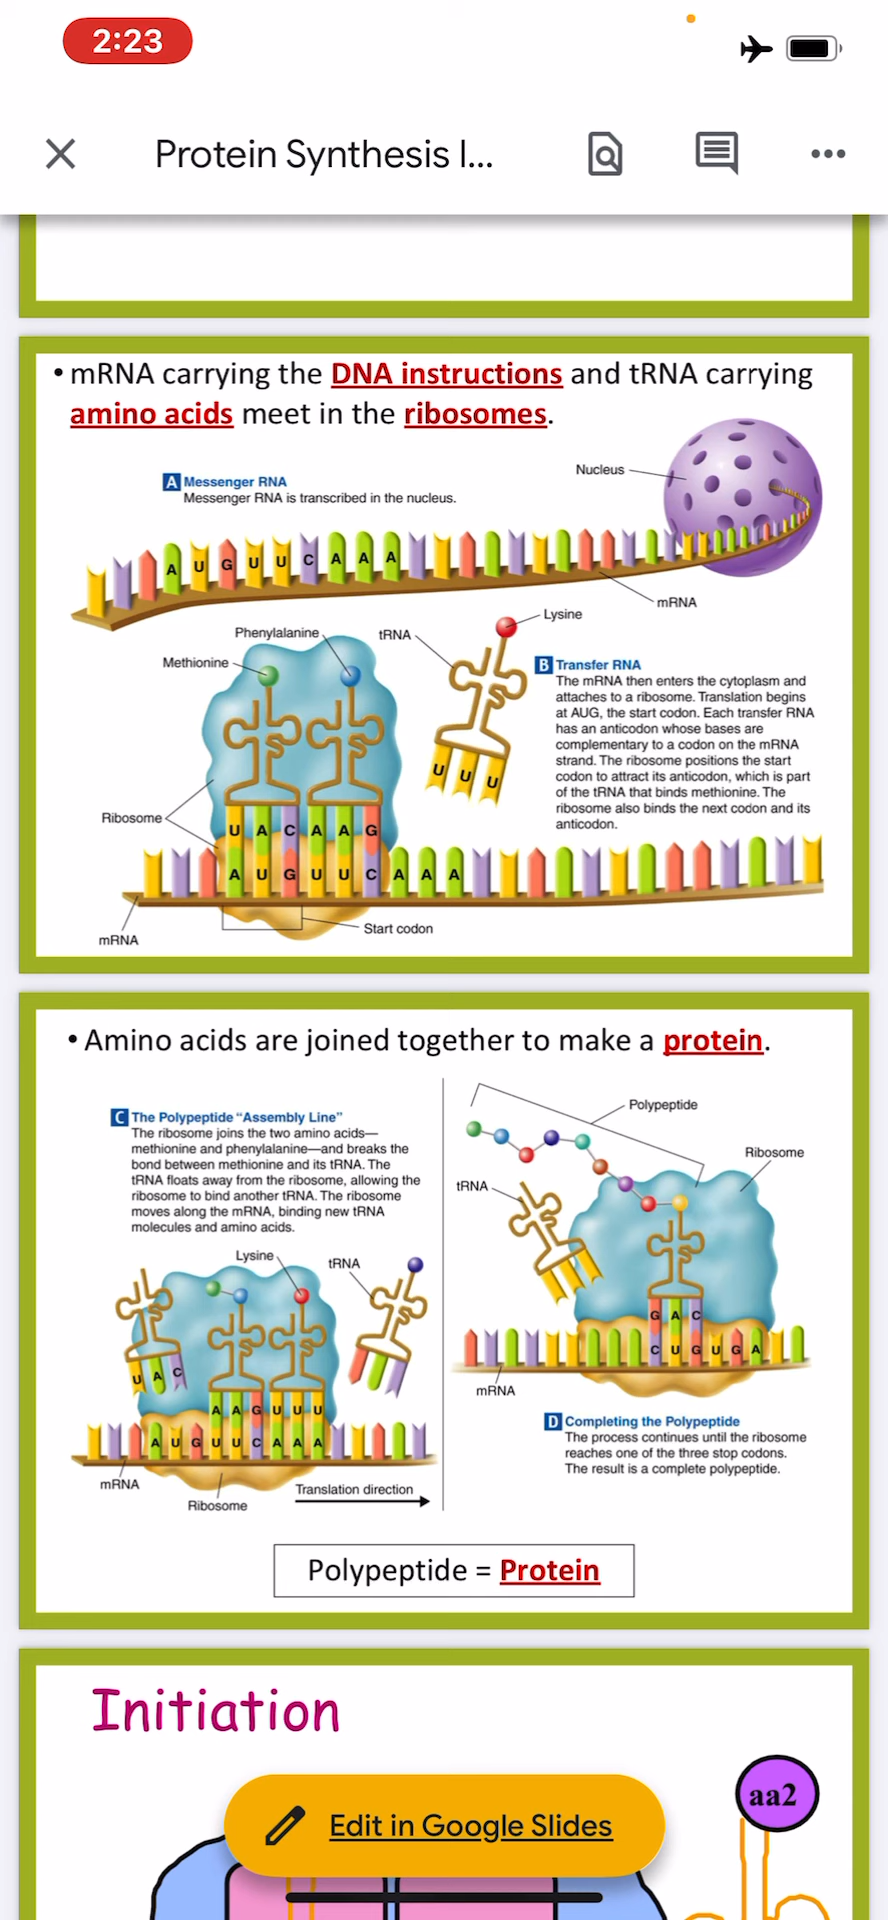 2:23
Protein Synthesis I...
• mRNA carrying the DNA instructions and tRNA carrying
amino acids meet in the ribosomes.
A Messenger RNA
Messenger RNA is transcribed in the nucleus.
Nucleus
A U G U U C A A A
mRNA
Lysine
Phenylalanine
tRNA
Methionine
B Transfer RNA
The mRNA then enters the cytoplasm and
attaches to a ribosome. Translation begins
at AUG, the start codon. Each transfer RNA
has an anticodon whose bases are
complementary to a codon on the mRNA
strand. The ribosome positions the start
codon to attract its anticodon, which is part
of the tRNA that binds methionine. The
ribosome also binds the next codon and its
anticodon.
U U U
Ribosome
U A C A A G
A U G U U C A A A
Start codon
mRNA
• Amino acids are joined together to make a protein.
C The Polypeptide “Assembly Line”
The ribosome joins the two amino acids—
methionine and phenylalanine—and breaks the
bond between methionine and its tRNA. The
tRNA floats away from the ribosome, allowing the
ribosome to bind another tRNA. The ribosome
moves along the mRNA, binding new tRNA
molecules and amino acids.
Lysine
tRNA
U A C
A A G U U U
A U G U U C A A A
mRNA
Ribosome
Translation direction
Polypeptide
Ribosome
tRNA
G A C
C U G U G A
mRNA
D Completing the Polypeptide
The process continues until the ribosome
reaches one of the three stop codons.
The result is a complete polypeptide.
Polypeptide = Protein
Initiation
aa2
Edit in Google Slides